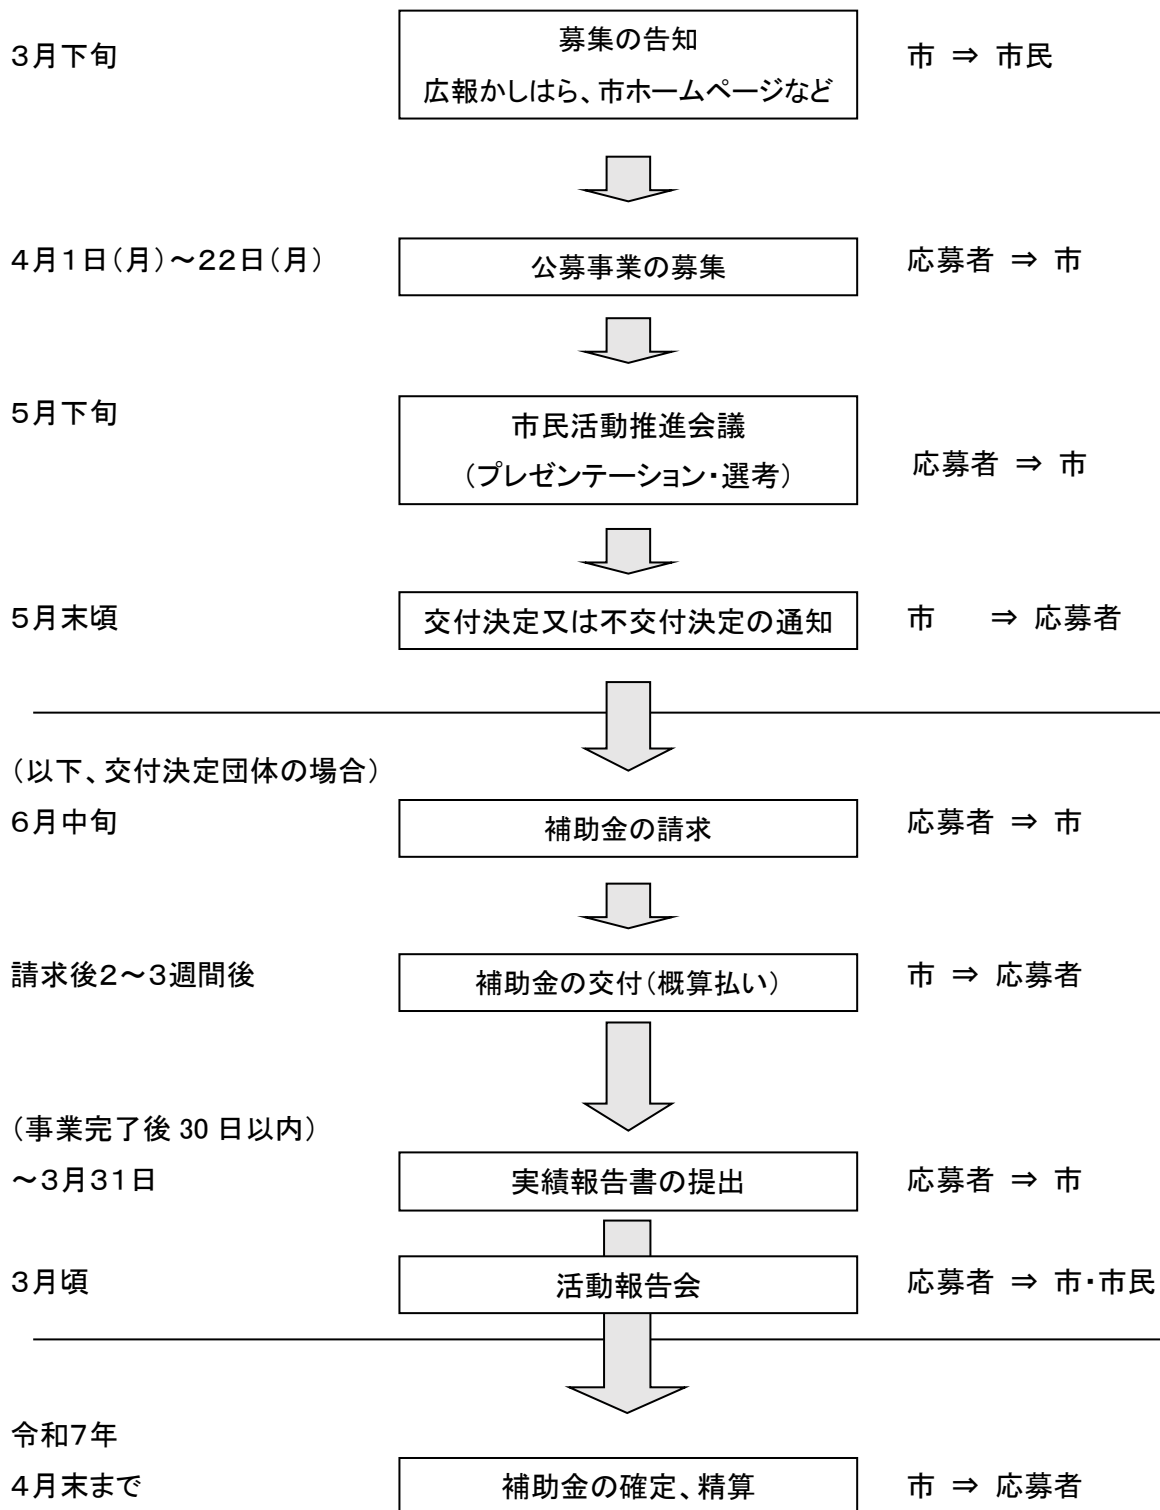 3月下旬
募集の告知
広報かしはら、市ホームページなど
市 ⇒ 市民
4月1日(月)～22日(月)
公募事業の募集
応募者 ⇒ 市
5月下旬
市民活動推進会議
(プレゼンテーション・選考)
応募者 ⇒ 市
5月末頃
交付決定又は不交付決定の通知
市 ⇒ 応募者
(以下、交付決定団体の場合)
6月中旬
補助金の請求
応募者 ⇒ 市
請求後2～3週間後
補助金の交付(概算払い)
市 ⇒ 応募者
(事業完了後 30 日以内)
～3月31日
実績報告書の提出
応募者 ⇒ 市
3月頃
活動報告会
応募者 ⇒ 市・市民
令和7年
4月末まで
補助金の確定、精算
市 ⇒ 応募者